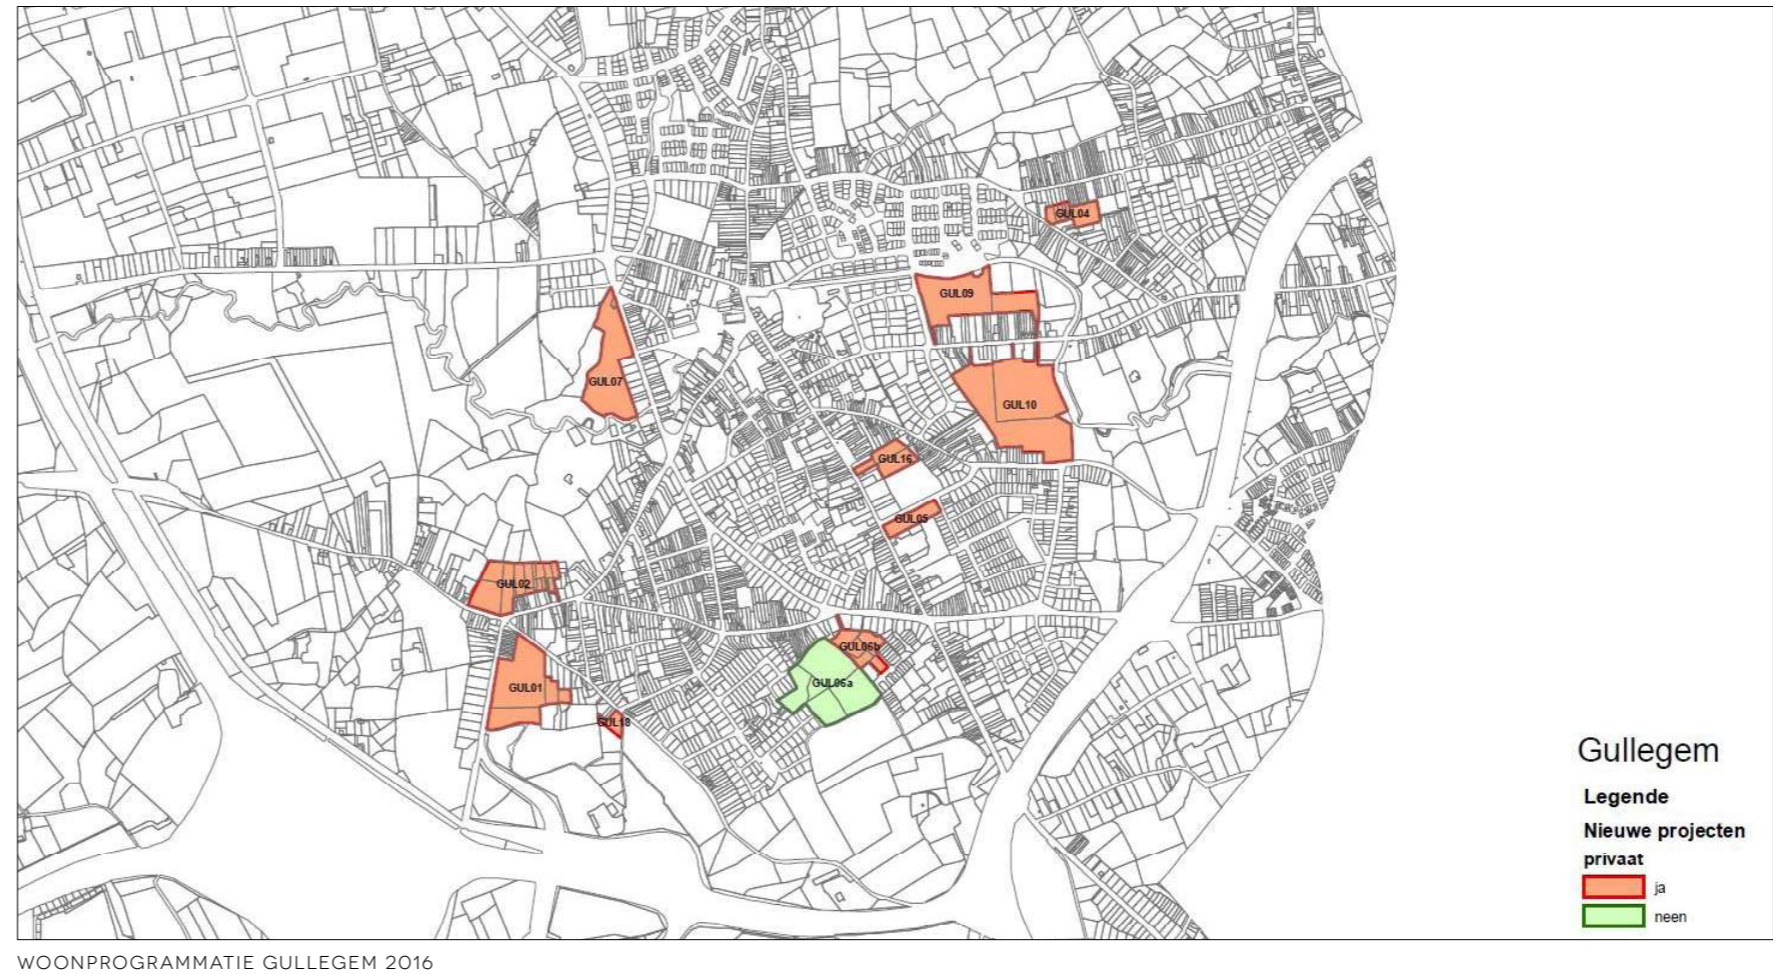 GUL04
GUL09
GUL07
GUL10
GUL16
GUL05
GUL02
GUL06b
GUL06a
GUL01
GUL18
Gullegem
Legende
Nieuwe projecten
privaat
ja
neen
WOONPROGRAMMATIE GULLEGEM 2016